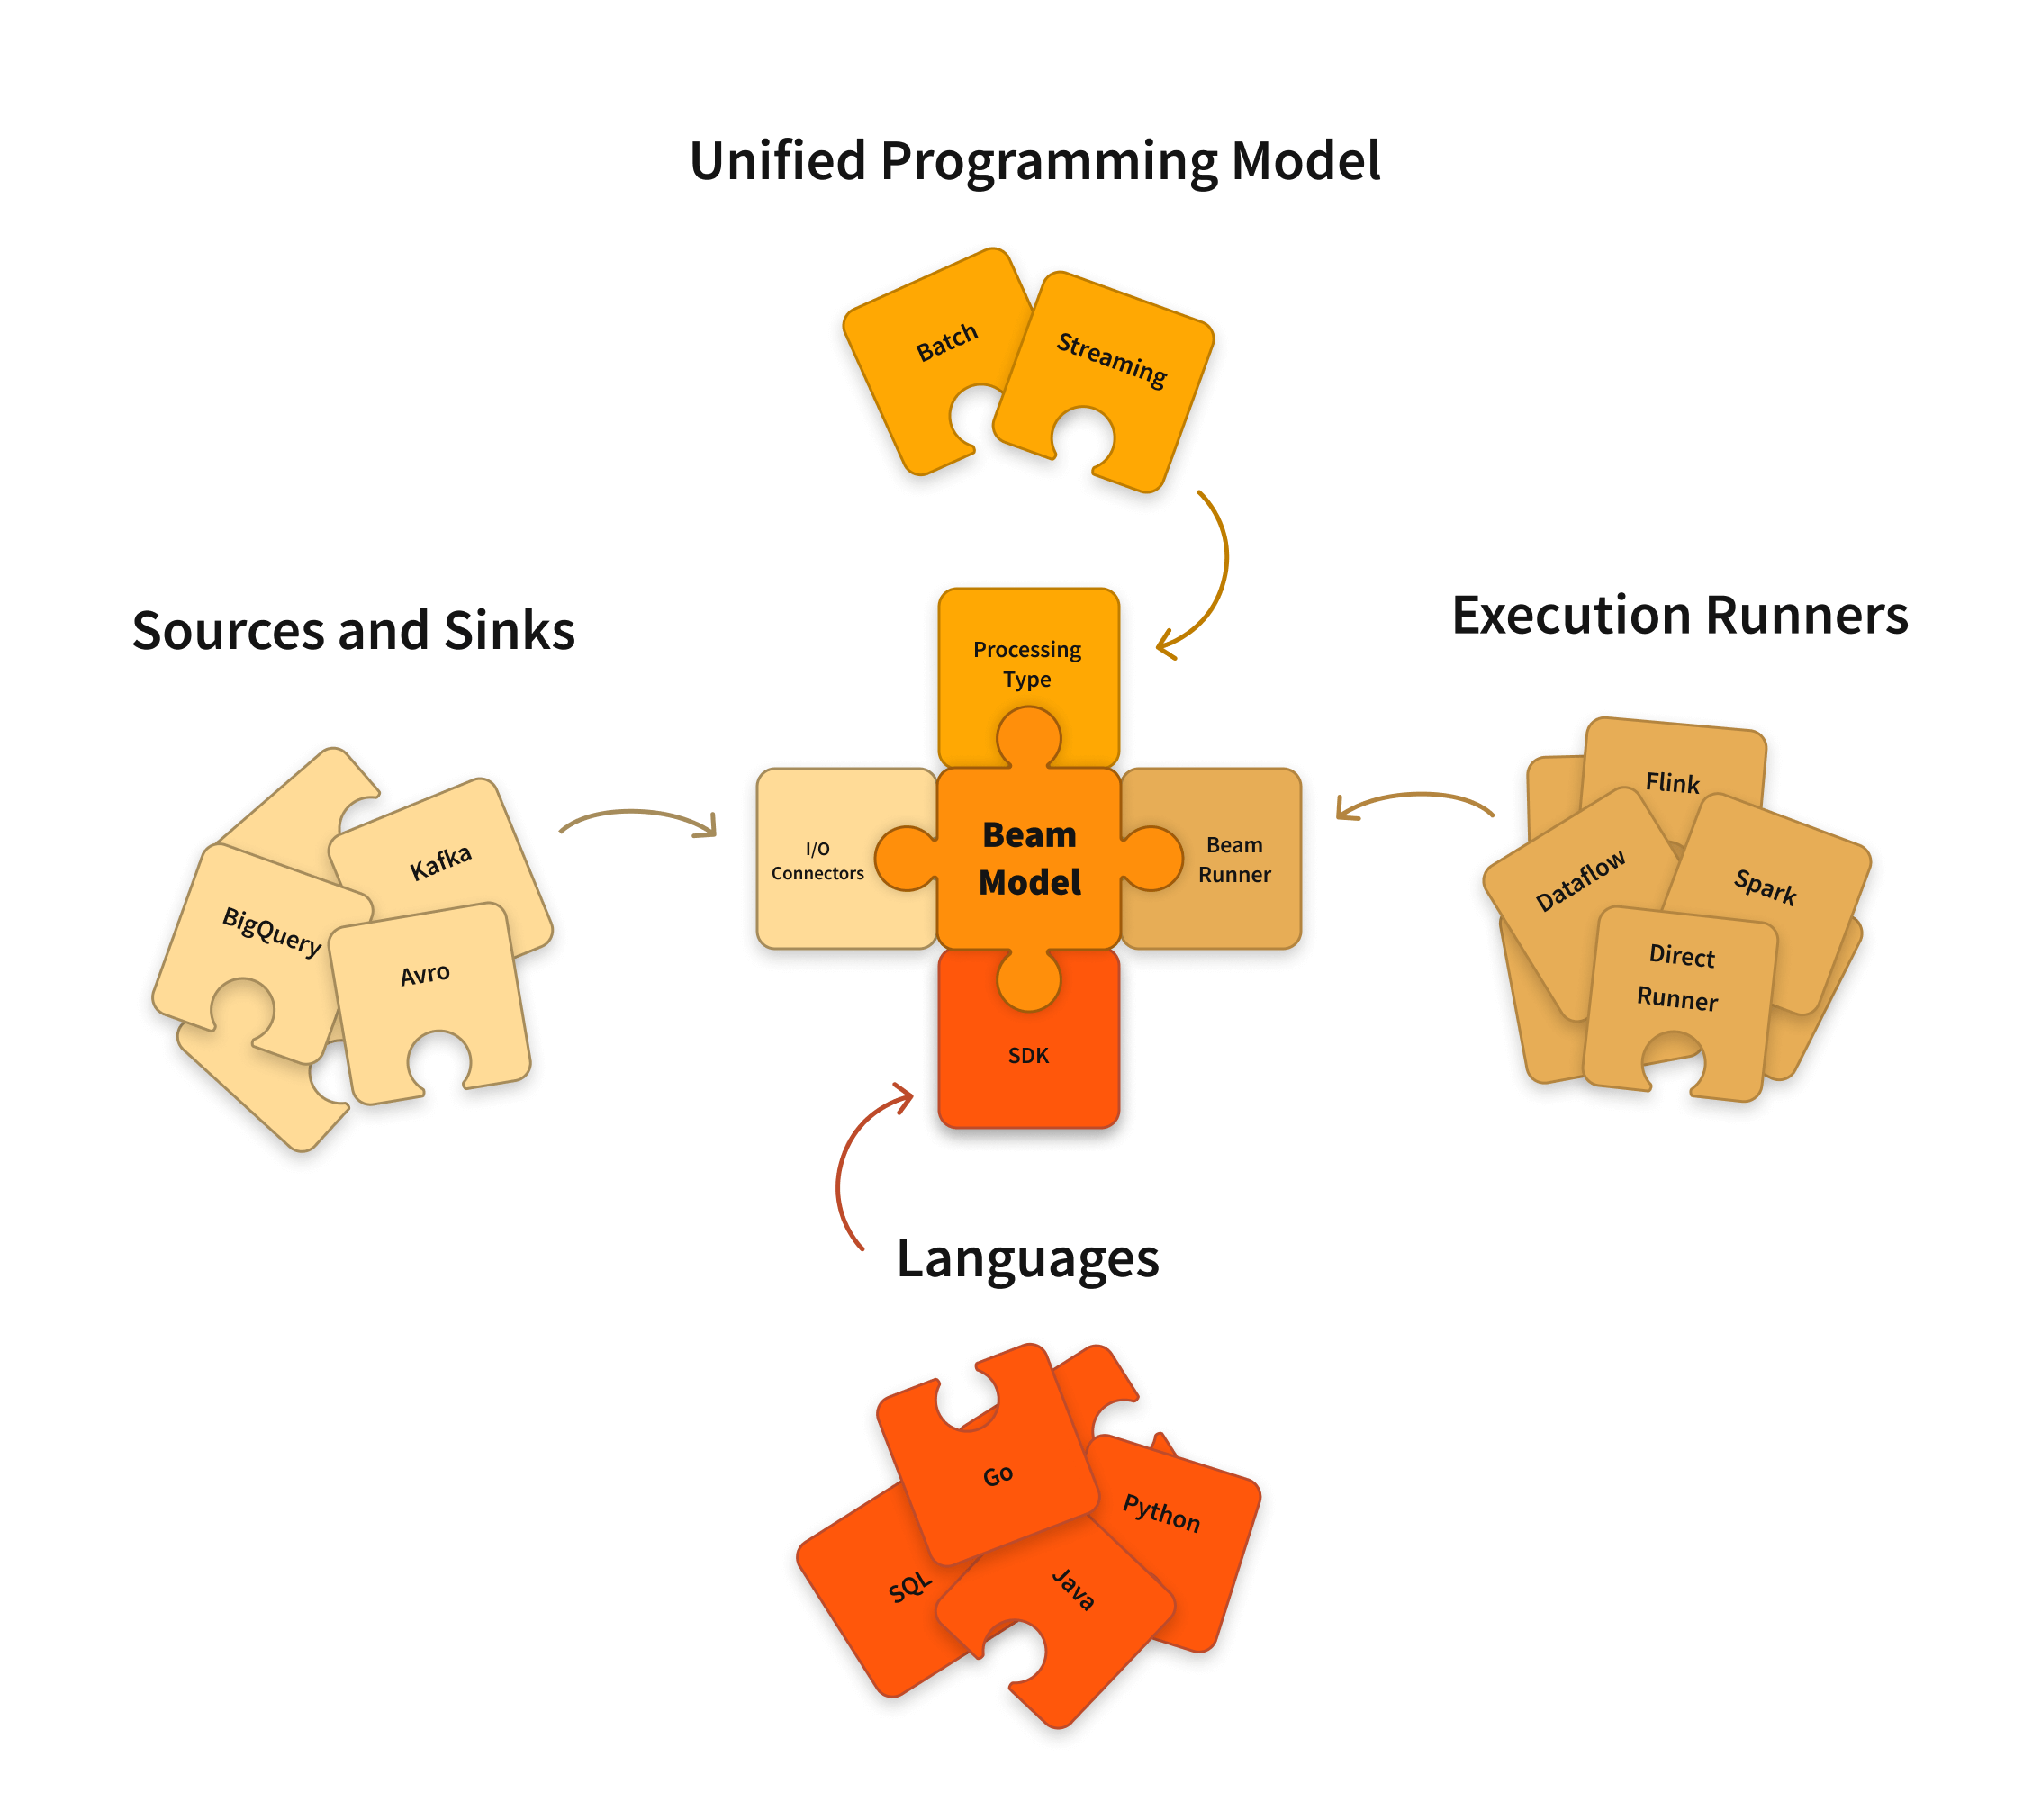 Unified Programming Model
Batch
Streaming
Sources and Sinks
Execution Runners
Processing
Type
Kafka
BigQuery
Avro
I/O
Connectors
Beam
Model
Beam
Runner
SDK
Flink
Dataflow
Spark
Direct
Runner
Languages
Go
Python
SQL
Java